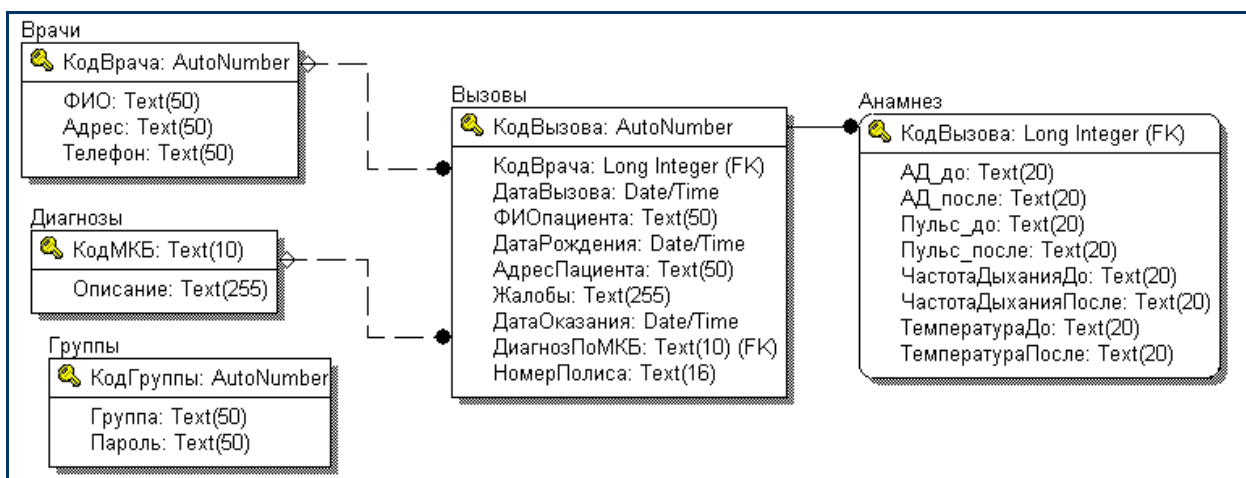 Врачи
КодВрача: AutoNumber
ФИО: Text(50)
Адрес: Text(50)
Телефон: Text(50)
Диагнозы
КодМКБ: Text(10)
Описание: Text(255)
Группы
КодГруппы: AutoNumber
Группа: Text(50)
Пароль: Text(50)
Вызовы
КодВызова: AutoNumber
КодВрача: Long Integer (FK)
ДатаВызова: Date/Time
ФИОпациента: Text(50)
ДатаРождения: Date/Time
АдресПациента: Text(50)
Жалобы: Text(255)
ДатаОказания: Date/Time
ДиагнозПоМКБ: Text(10) (FK)
НомерПолиса: Text(16)
Анамнез
КодВызова: Long Integer (FK)
АД_до: Text(20)
АД_после: Text(20)
Пульс_до: Text(20)
Пульс_после: Text(20)
ЧастотаДыханияДо: Text(20)
ЧастотаДыханияПосле: Text(20)
ТемператураДо: Text(20)
ТемператураПосле: Text(20)